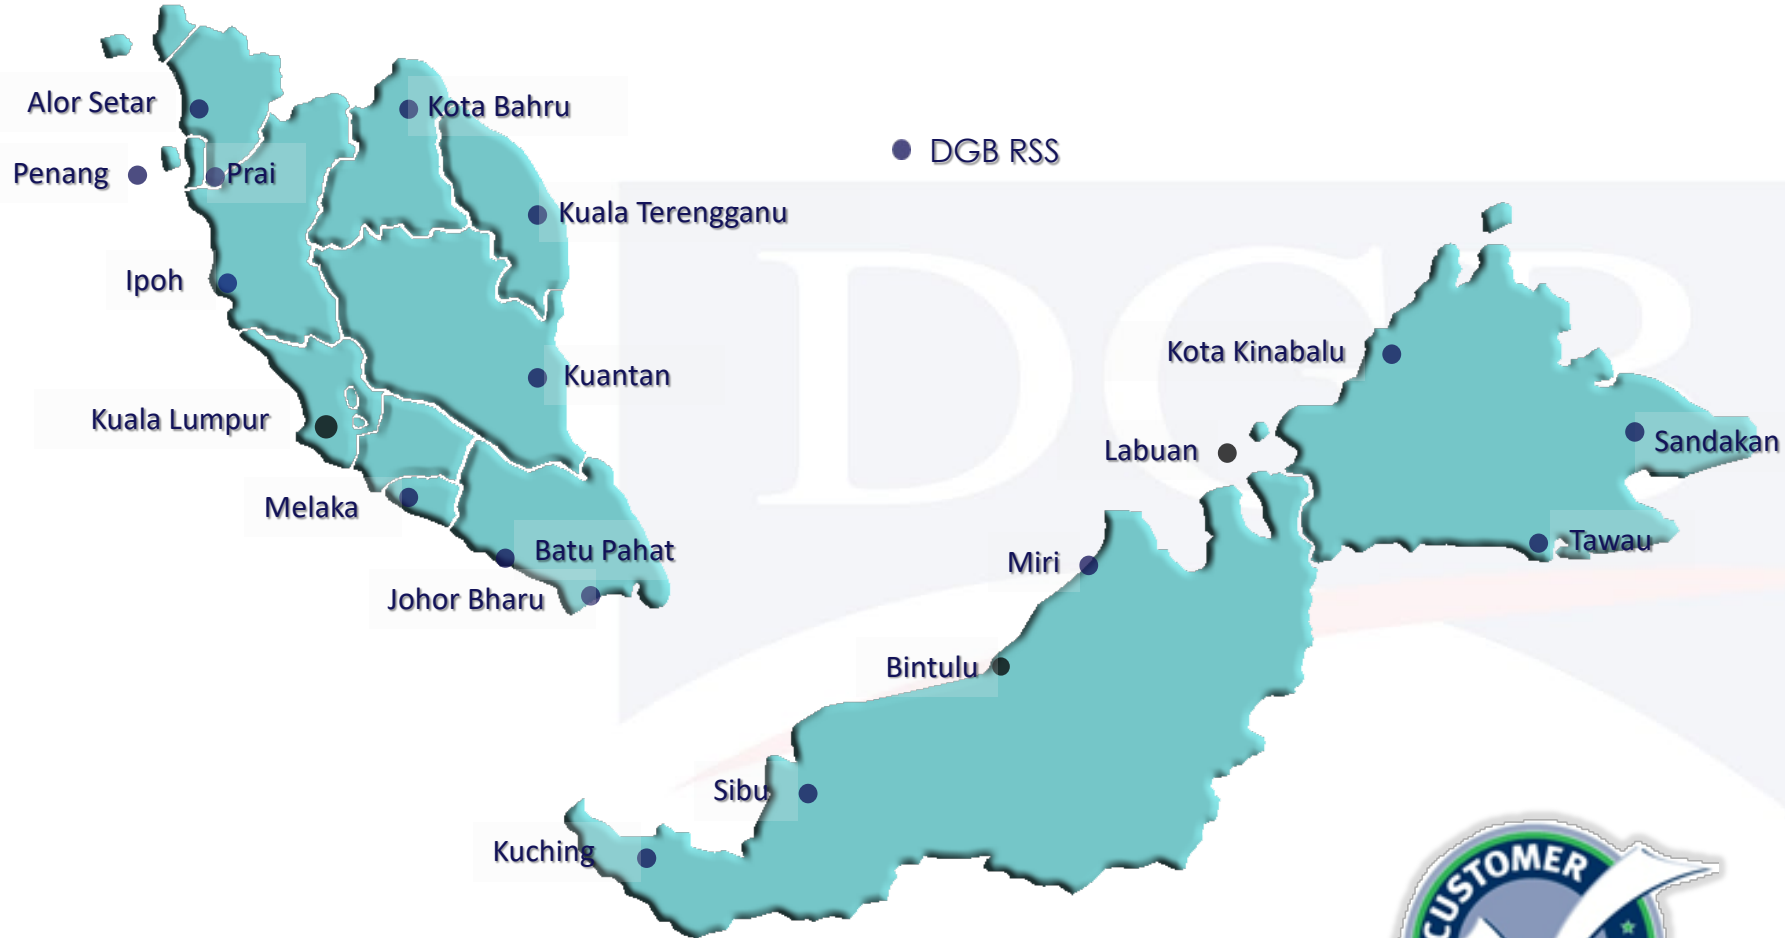 Alor Setar
Kota Bahru
DGB RSS
Penang
Prai
Kuala Terengganu
DGB
Ipoh
Kota Kinabalu
Kuantan
Kuala Lumpur
Sandakan
Labuan
Melaka
Tawau
Batu Pahat
Miri
Johor Bharu
Bintulu
Sibu
Kuching
CUSTOMER